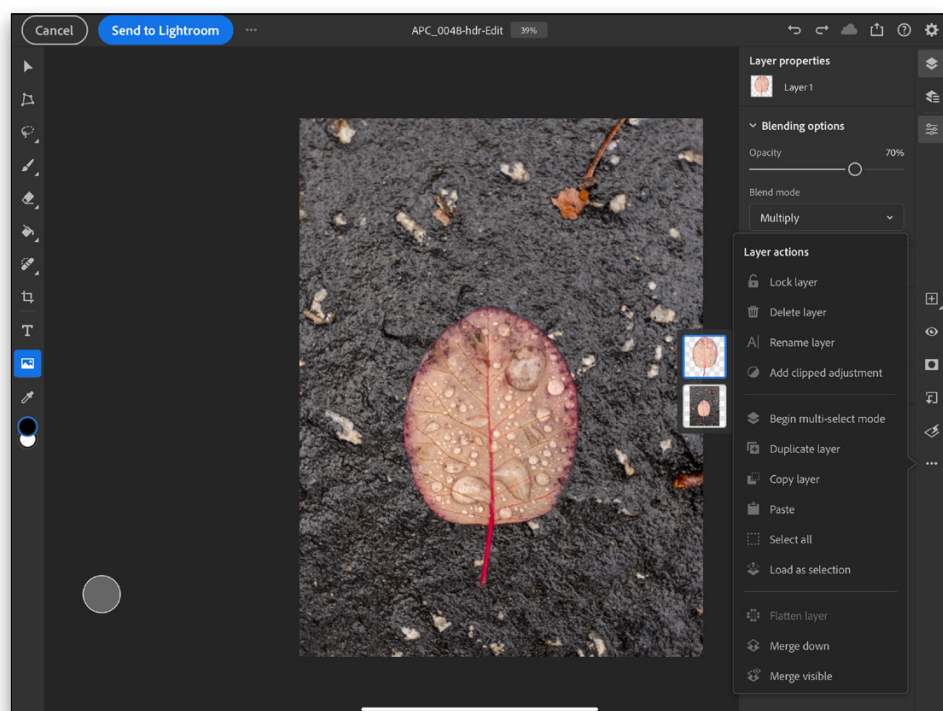 Cancel
Send to Lightroom
APC_0048-hdr-Edit 39%
Layer properties
Layer 1
Blending options
Opacity 70%
Blend mode
Multiply
Layer actions
Lock layer
Delete layer
Rename layer
Add clipped adjustment
Begin multi-select mode
Duplicate layer
Copy layer
Paste
Select all
Load as selection
Flatten layer
Merge down
Merge visible